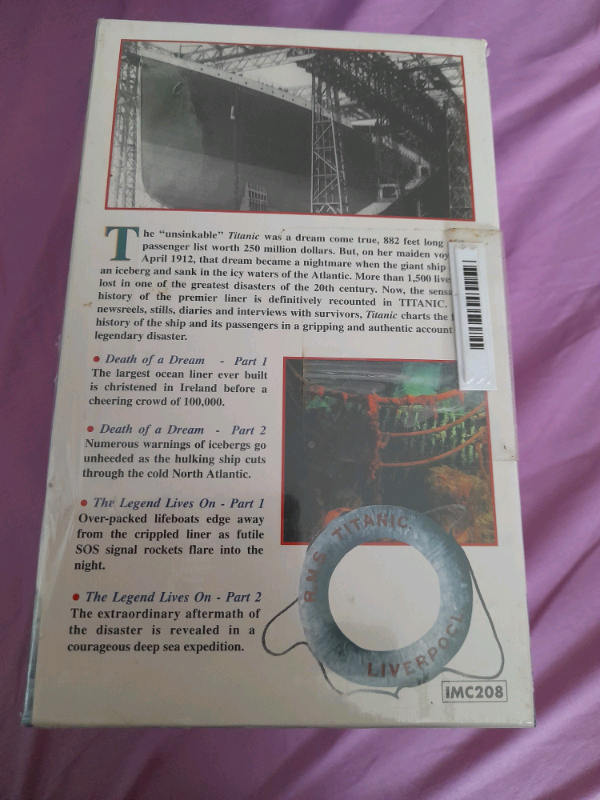 The "unsinkable" Titanic was a dream come true, 882 feet long
passenger list worth 250 million dollars. But, on her maiden voy
April 1912, that dream became a nightmare when the giant ship
an iceberg and sank in the icy waters of the Atlantic. More than 1,500 live
lost in one of the greatest disasters of the 20th century. Now, the sensa
history of the premier liner is definitively recounted in TITANIC.
newsreels, stills, diaries and interviews with survivors, Titanic charts the
history of the ship and its passengers in a gripping and authentic account
legendary disaster.
• Death of a Dream - Part 1
The largest ocean liner ever built
is christened in Ireland before a
cheering crowd of 100,000.
• Death of a Dream - Part 2
Numerous warnings of icebergs go
unheeded as the hulking ship cuts
through the cold North Atlantic.
• The Legend Lives On - Part 1
Over-packed lifeboats edge away
from the crippled liner as futile
SOS signal rockets flare into the
night.
• The Legend Lives On - Part 2
The extraordinary aftermath of
the disaster is revealed in a
courageous deep sea expedition.
R.M.S. TITANIC.
LIVERPOOL
IMC208